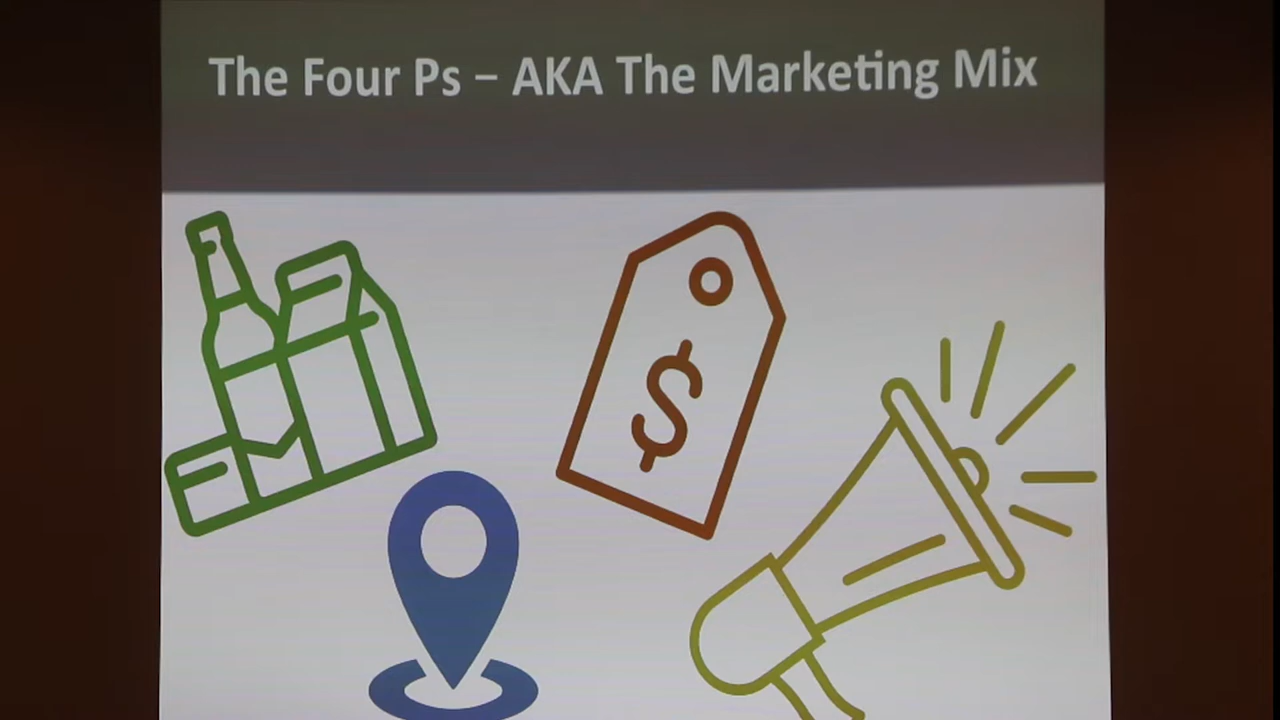 The Four Ps – AKA The Marketing Mix
$